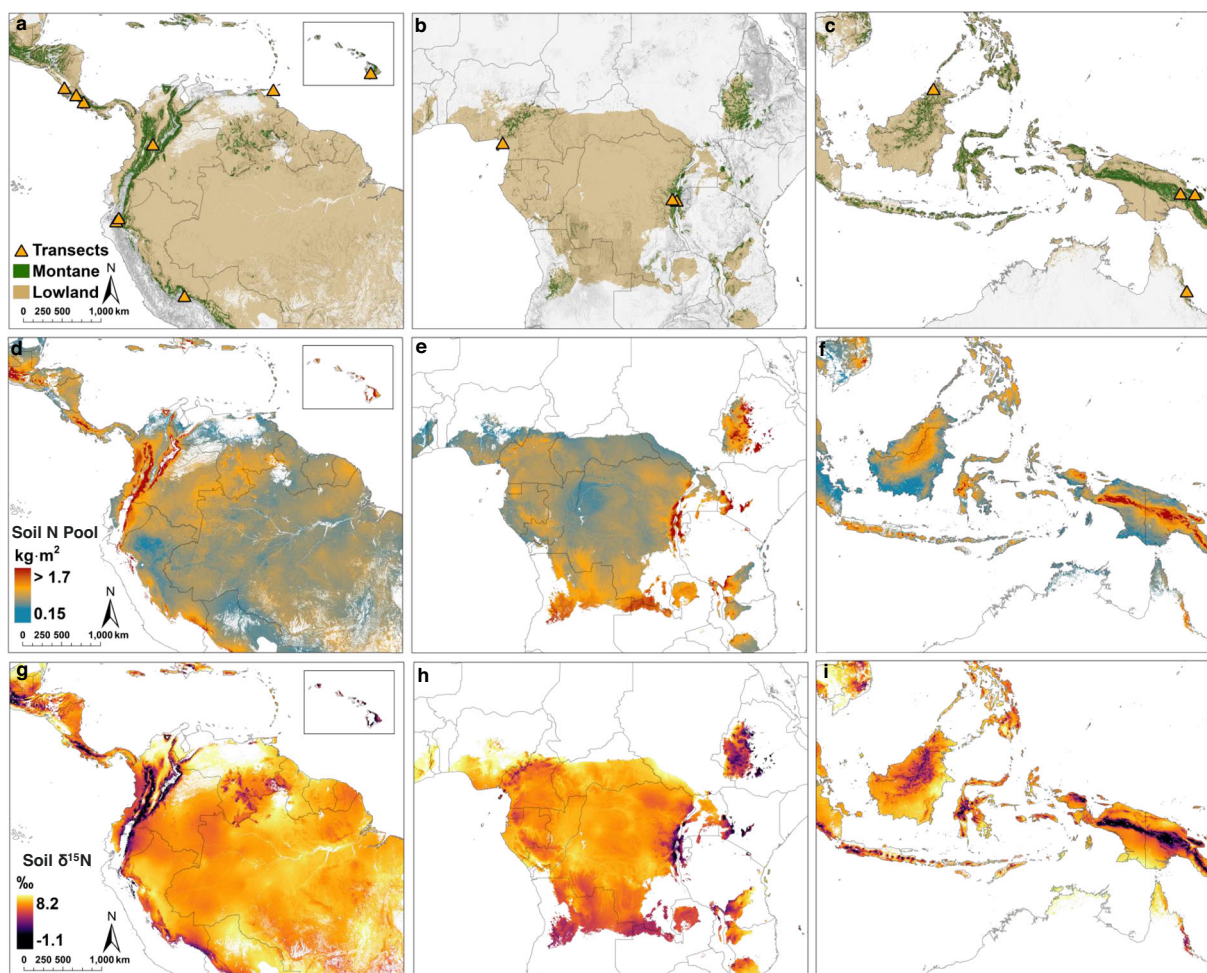 a
b
c
Transects
Montane
Lowland
N
0 250 500 1,000 km
d
e
f
Soil N Pool
kg·m²
> 1.7
0.15
N
0 250 500 1,000 km
g
h
i
Soil δ¹⁵N
‰
8.2
-1.1
N
0 250 500 1,000 km